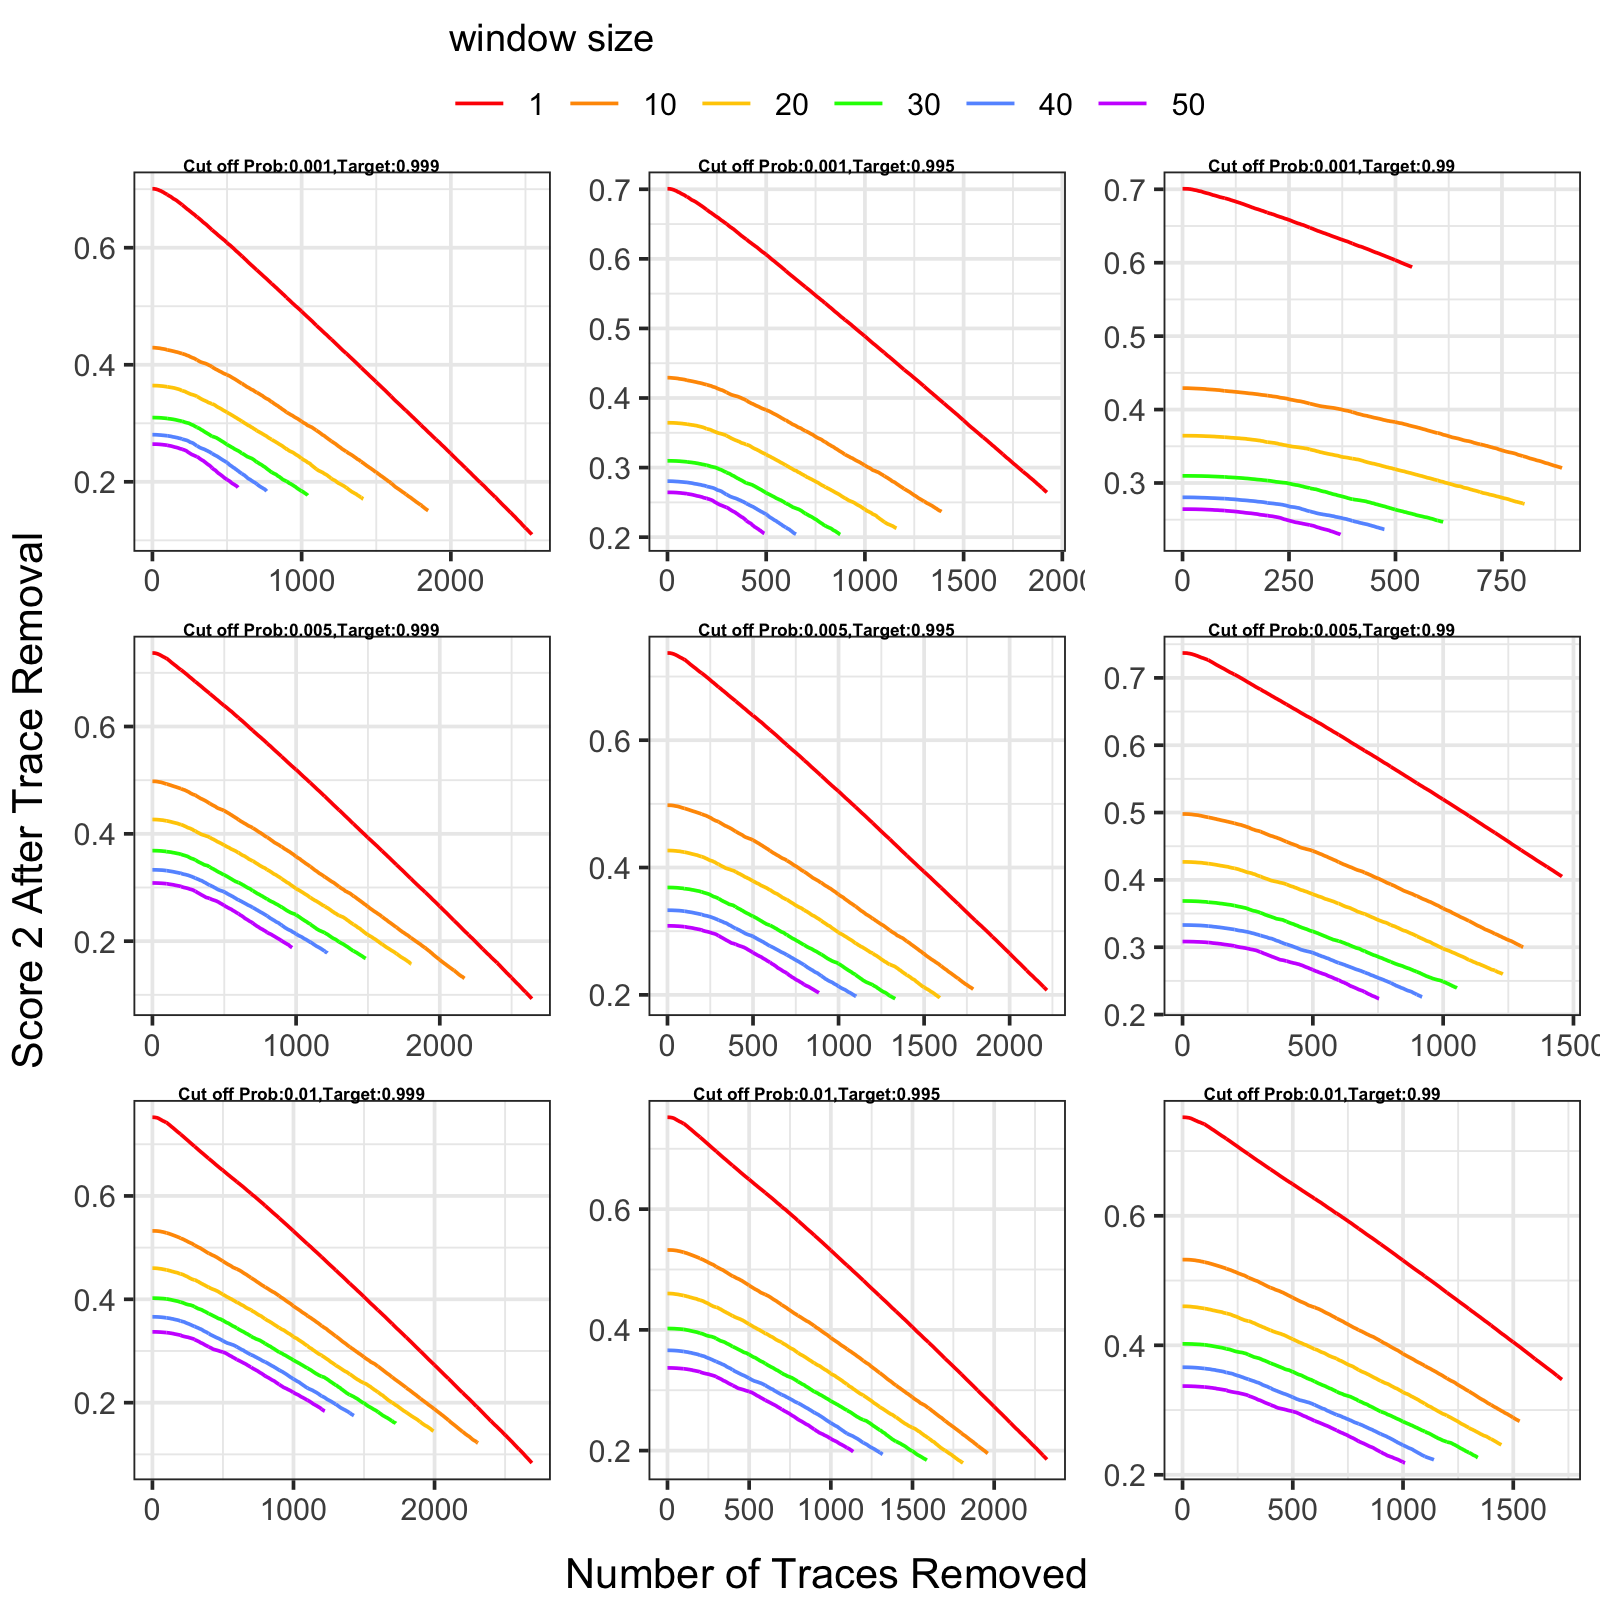 window size
1 10 20 30 40 50
Cut off Prob:0.001,Target:0.999
Cut off Prob:0.001,Target:0.995
Cut off Prob:0.001,Target:0.99
0.6
0.4
0.2
0 1000 2000
0.7
0.6
0.5
0.4
0.3
0.2
0 500 1000 1500 2000
0.7
0.6
0.5
0.4
0.3
0 250 500 750
Cut off Prob:0.005,Target:0.999
Cut off Prob:0.005,Target:0.995
Cut off Prob:0.005,Target:0.99
0.6
0.4
0.2
0 1000 2000
0.6
0.4
0.2
0 500 1000 1500 2000
0.7
0.6
0.5
0.4
0.3
0.2
0 500 1000 1500
Cut off Prob:0.01,Target:0.999
Cut off Prob:0.01,Target:0.995
Cut off Prob:0.01,Target:0.99
0.6
0.4
0.2
0 1000 2000
0.6
0.4
0.2
0 500 1000 1500 2000
0.6
0.4
0.2
0 500 1000 1500
Score 2 After Trace Removal
Number of Traces Removed